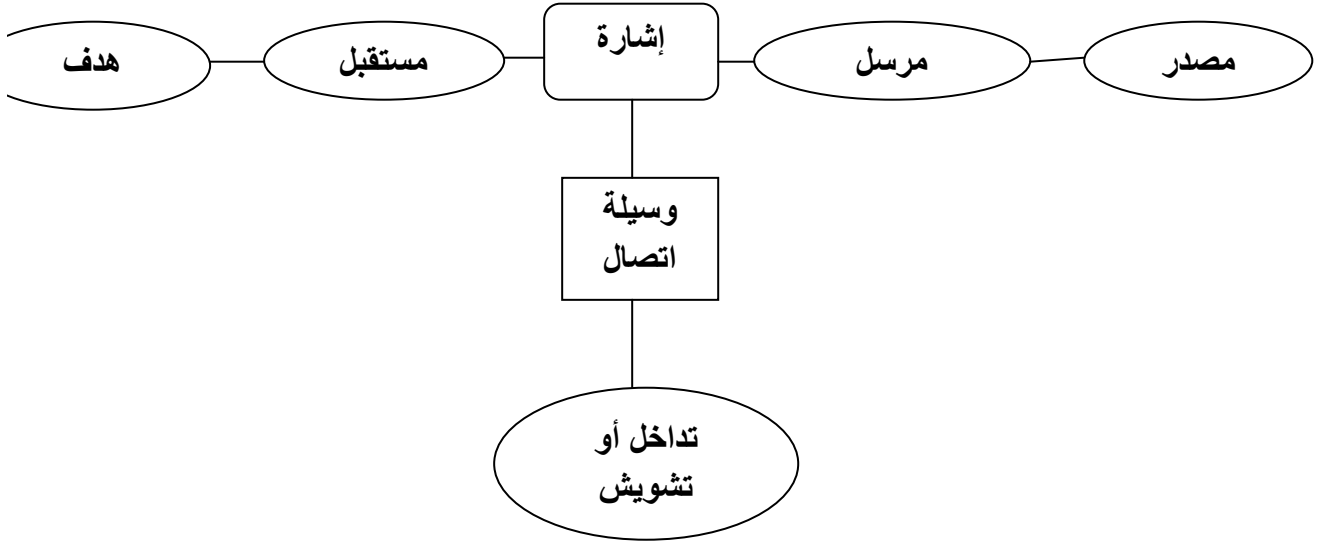 مصدر
مرسل
إشارة
مستقبل
هدف
وسيلة
اتصال
تداخل أو
تشويش